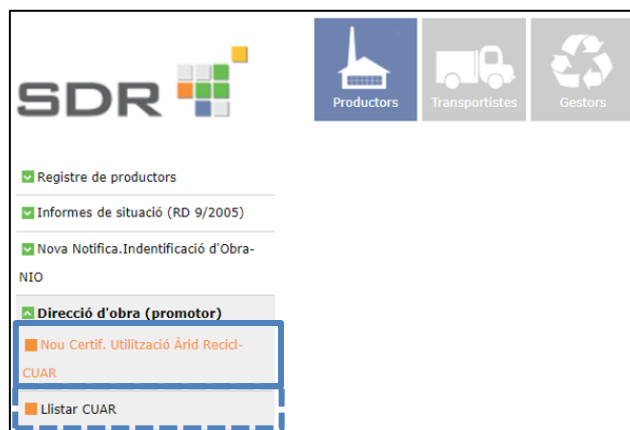 SDR
Productors
Transportistes
Gestors
Registre de productors
Informes de situació (RD 9/2005)
Nova Notifica.Indentificació d'Obra-
NIO
Direcció d'obra (promotor)
Nou Certif. Utilització Àrid Recicl-
CUAR
Llistar CUAR